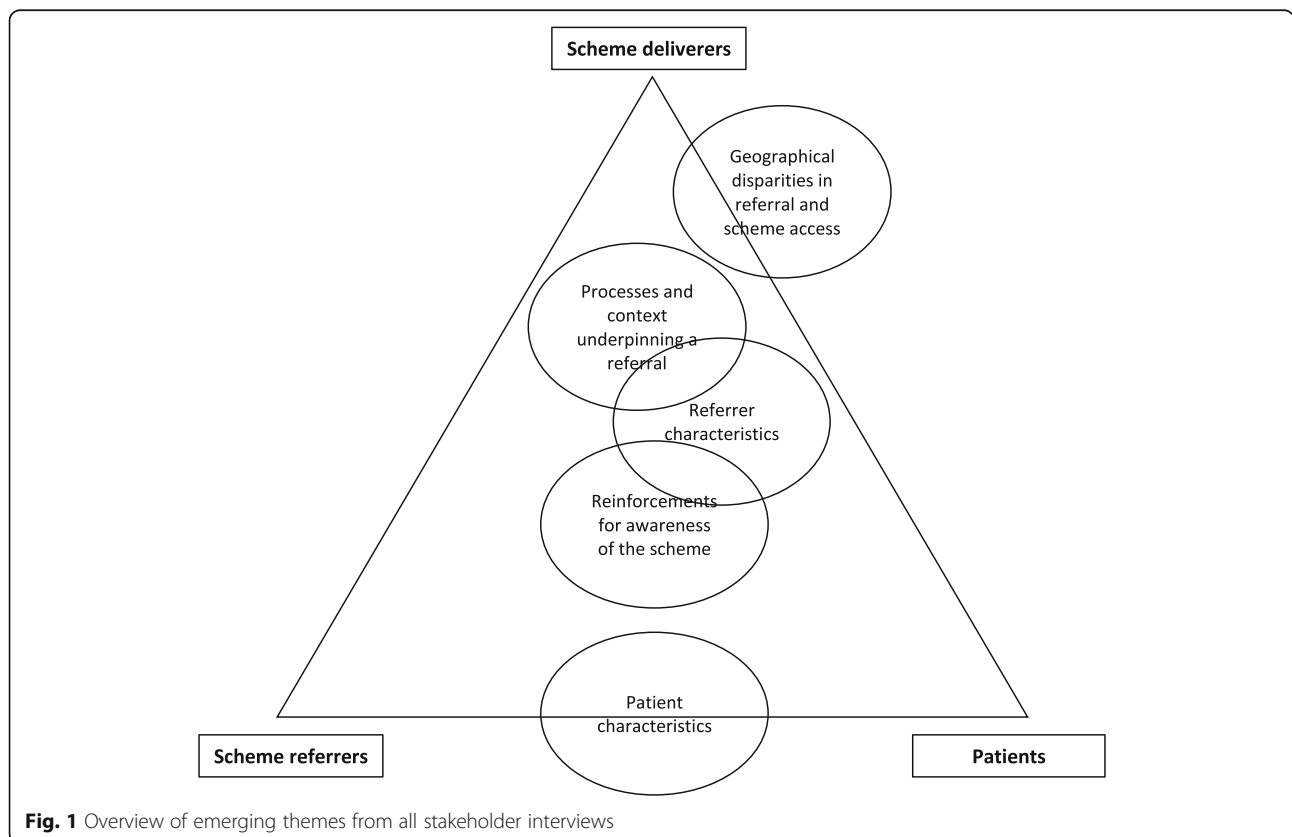 Scheme deliverers
Geographical
disparities in
referral and
scheme access
Processes and
context
underpinning a
referral
Referrer
characteristics
Reinforcements
for awareness
of the scheme
Patient
characteristics
Scheme referrers
Patients
Fig. 1 Overview of emerging themes from all stakeholder interviews